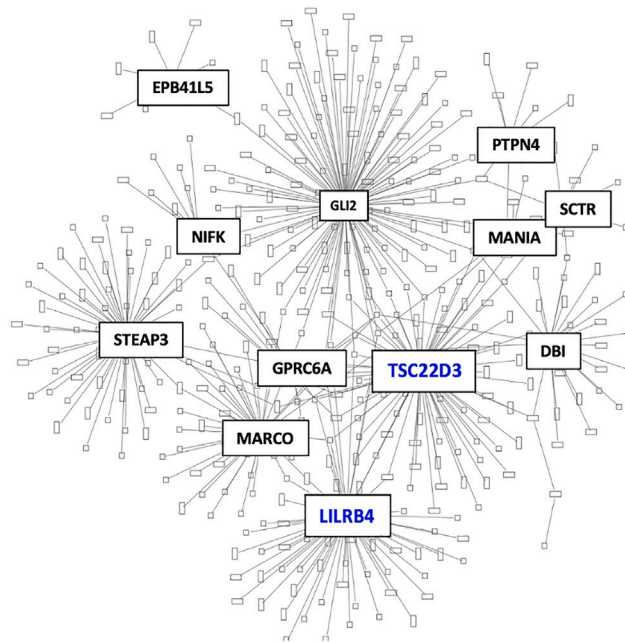 EPB41L5
PTPN4
GLI2
SCTR
NIFK
MANIA
STEAP3
DBI
GPRC6A
TSC22D3
MARCO
LILRB4